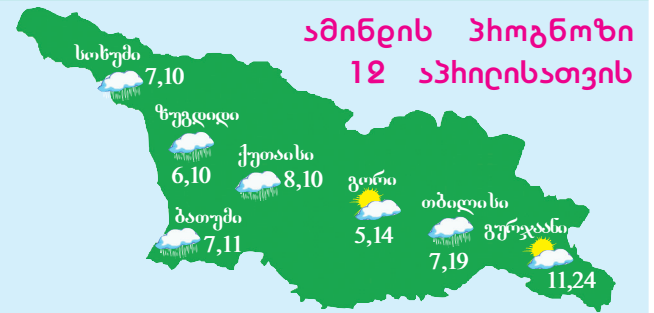 ამინდის პროგნოზი
12 აპრილისათვის
სოხუმი
7,10
ზუგდიდი
6,10
ქუთაისი
8,10
გორი
5,14
თბილისი
7,19
გურჯაანი
11,24
ბათუმი
7,11